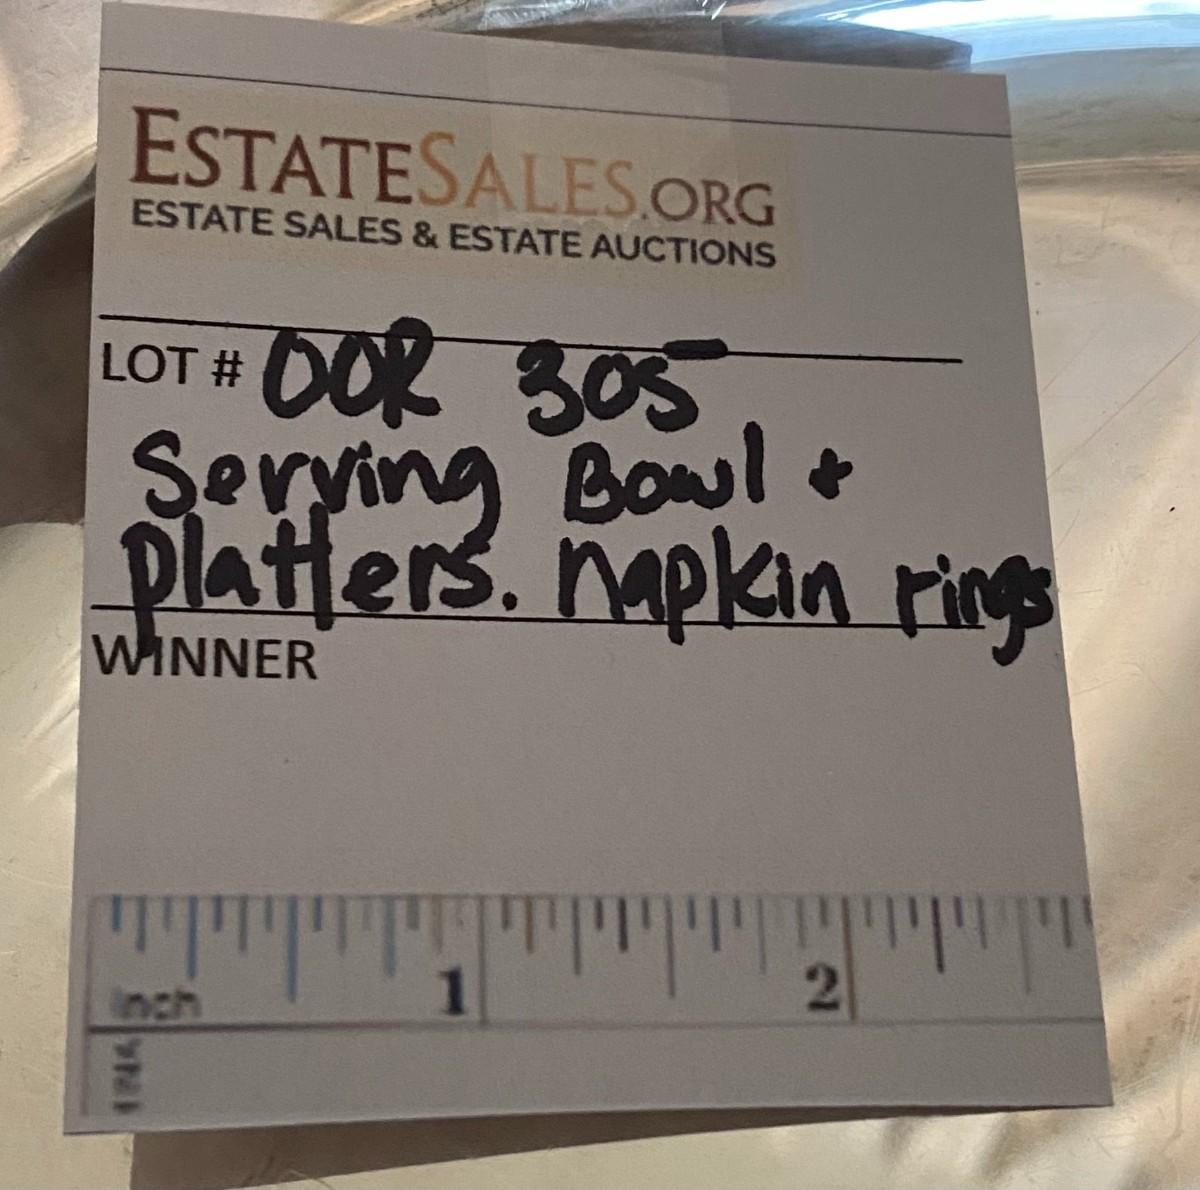 ESTATESALES.ORG
ESTATE SALES & ESTATE AUCTIONS
LOT # OOR 305
Serving Bowl +
Platters. napkin rings
WINNER
1 2
inch